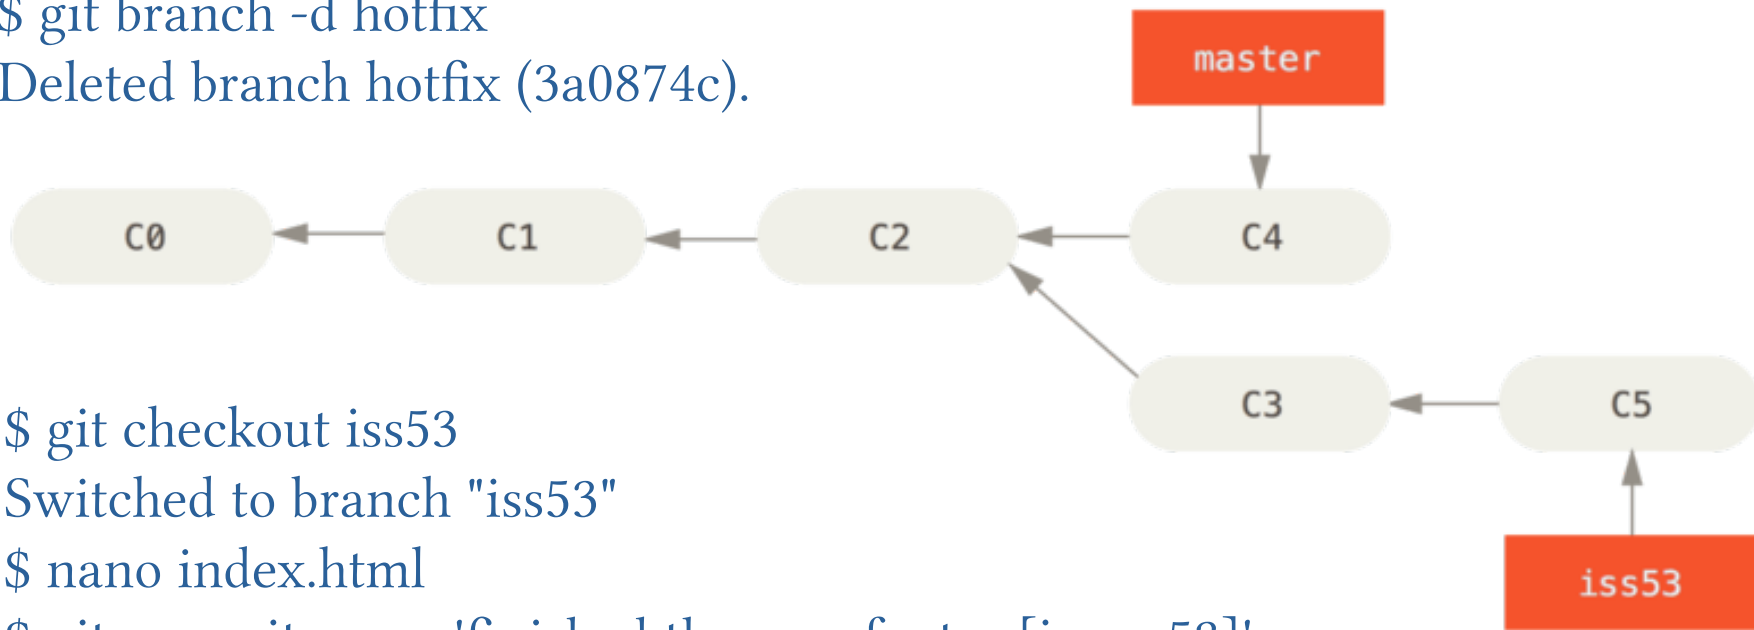 $ git branch -d hotfix
Deleted branch hotfix (3a0874c).
master
C0
C1
C2
C4
C3
C5
$ git checkout iss53
Switched to branch "iss53"
$ nano index.html
iss53